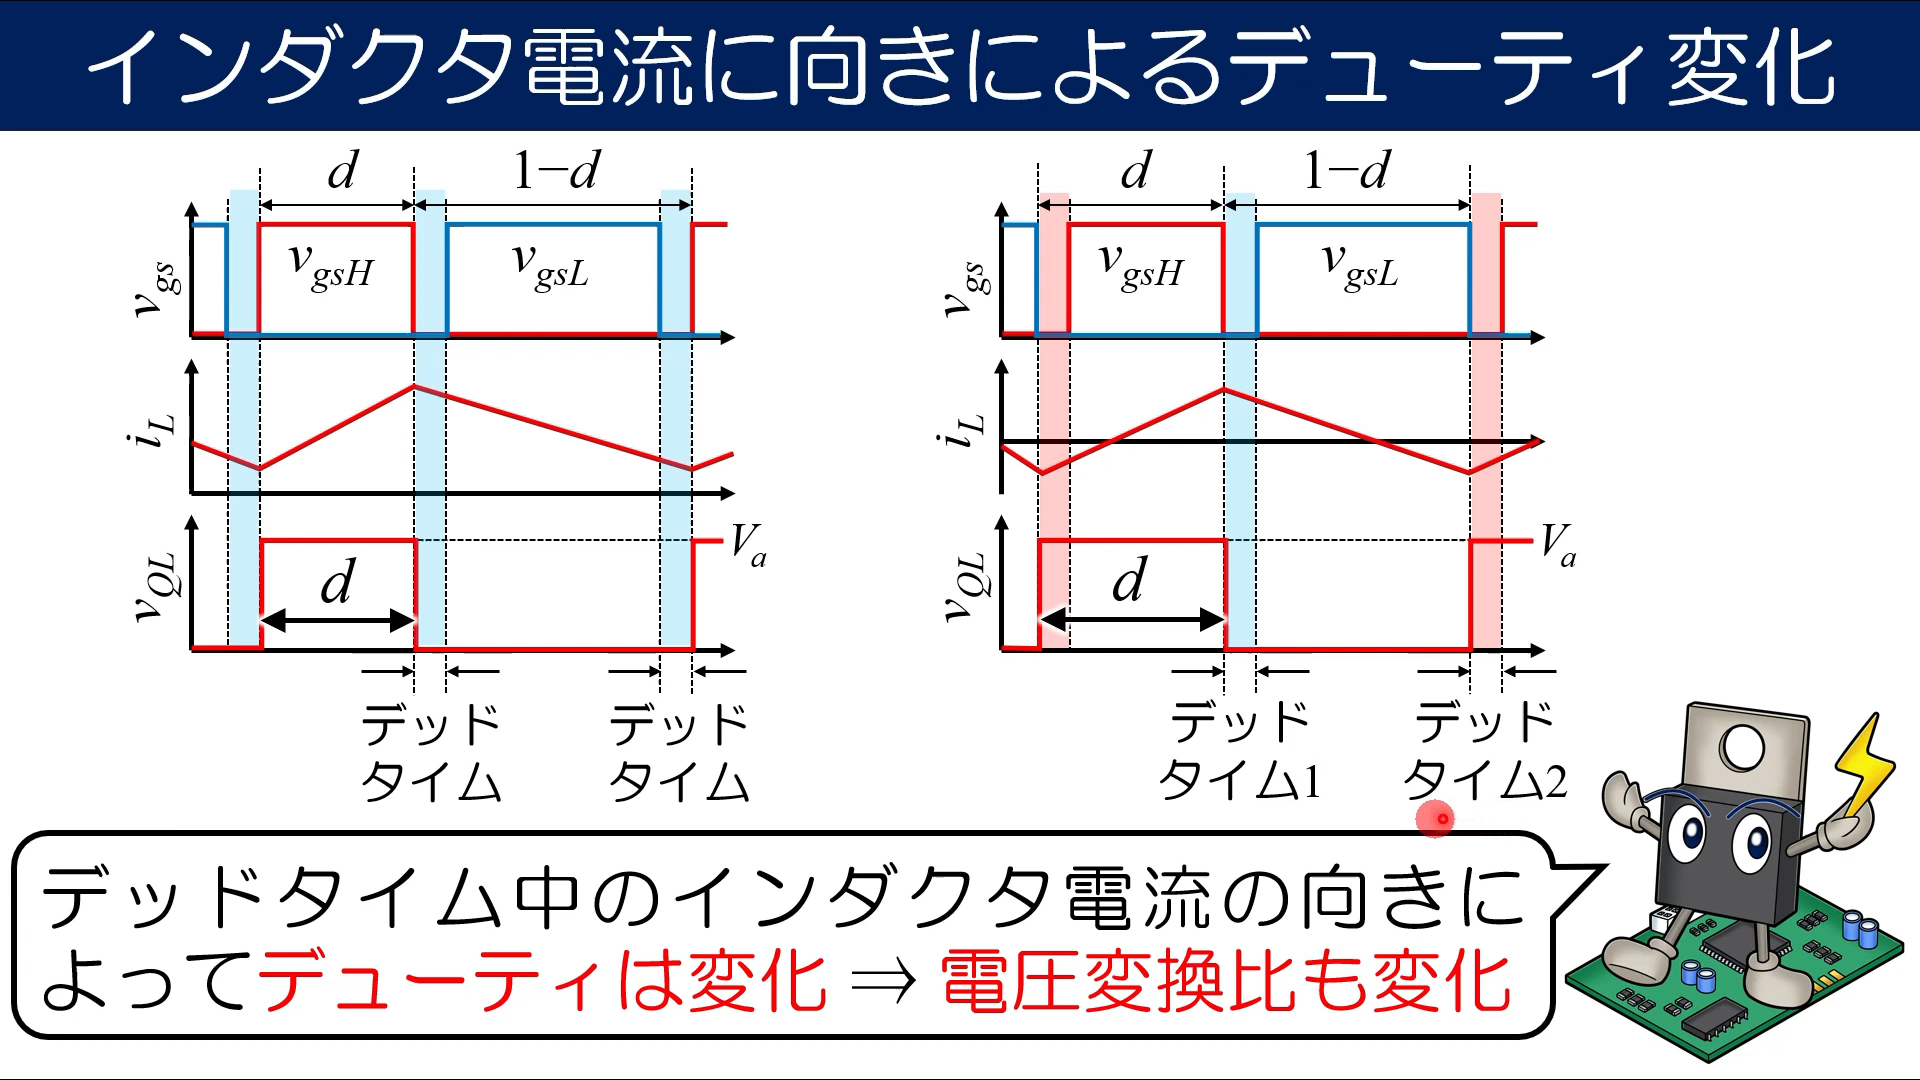 インダクタ電流に向きによるデューティ変化
d
1−d
vgs
vgsH
vgsL
iL
vQL
d
Va
デッド
タイム
デッド
タイム
d
1−d
vgs
vgsH
vgsL
iL
vQL
d
Va
デッド
タイム1
デッド
タイム2
デッドタイム中のインダクタ電流の向きに
よってデューティは変化 ⇒ 電圧変換比も変化